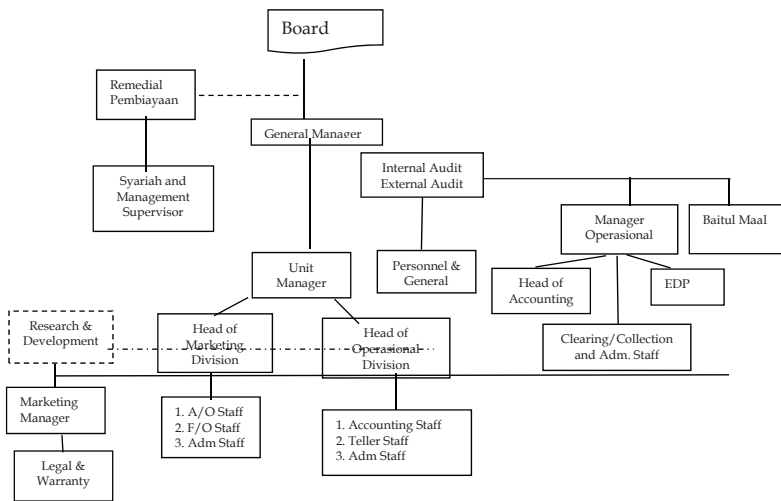 Board
Remedial
Pembiayaan
General Manager
Internal Audit
External Audit
Syariah and
Management
Supervisor
Manager
Operasional
Baitul Maal
Unit
Manager
Personnel &
General
Head of
Accounting
EDP
Research &
Development
Head of
Marketing
Division
Head of
Operasional
Division
Clearing/Collection
and Adm. Staff
Marketing
Manager
1. A/O Staff
2. F/O Staff
3. Adm Staff
1. Accounting Staff
2. Teller Staff
3. Adm Staff
Legal &
Warranty